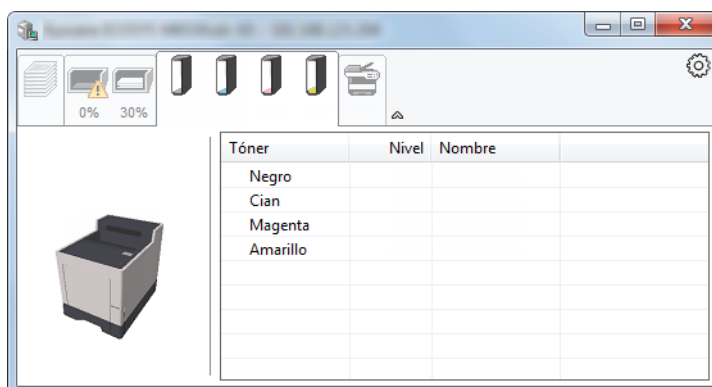 0% 30%
Tóner Nivel Nombre
Negro
Cian
Magenta
Amarillo